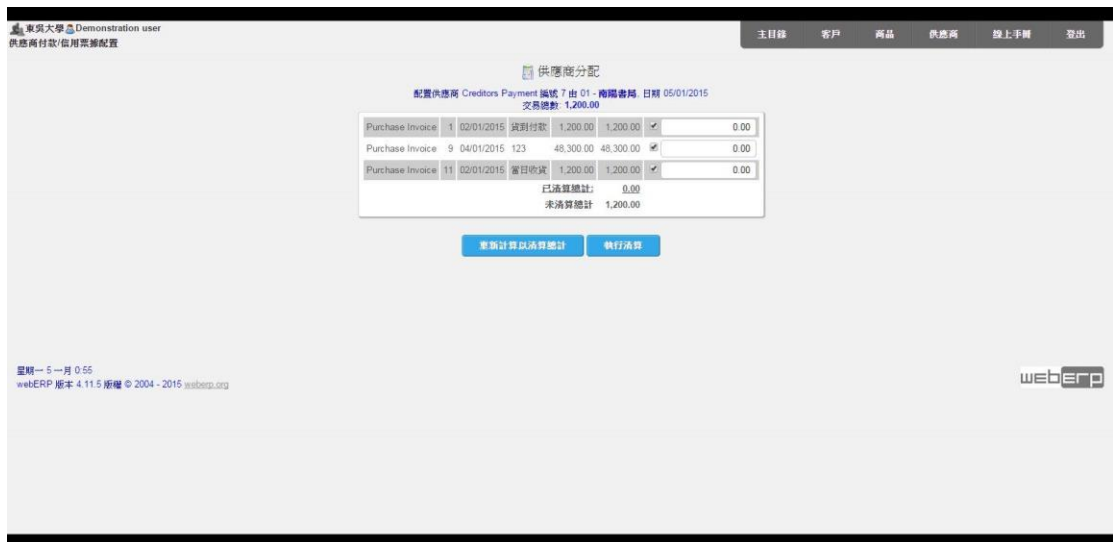 東吳大學 Demonstration user
供應商付款/信用票據配置
主目錄 客戶 商品 供應商 線上手冊 登出
供應商分配
配置供應商 Creditors Payment 編號 7 由 01 - 南陽書局. 日期 05/01/2015
交易總數: 1,200.00
Purchase Invoice 1 02/01/2015 貨到付款 1,200.00 1,200.00 0.00
Purchase Invoice 9 04/01/2015 123 48,300.00 48,300.00 0.00
Purchase Invoice 11 02/01/2015 當日收貨 1,200.00 1,200.00 0.00
已清算總計: 0.00
未清算總計 1,200.00
重新計算以清算總計 執行清算
星期一 5 一月 0:55
webERP 版本 4.11.5 版權 © 2004 - 2015 weberp.org
weberp